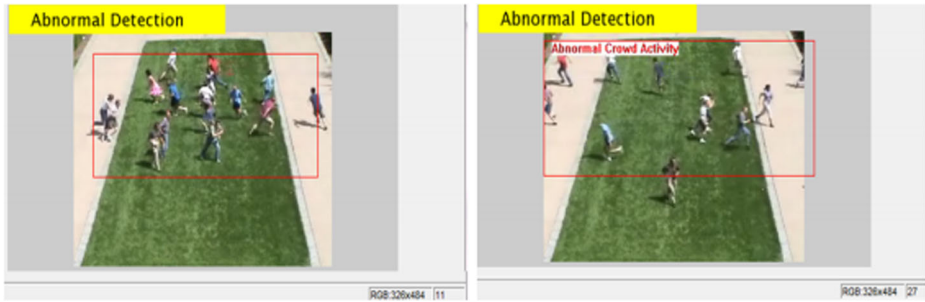 Abnormal Detection
RGB:326x484 11
Abnormal Detection
Abnormal Crowd Activity
RGB:326x484 27